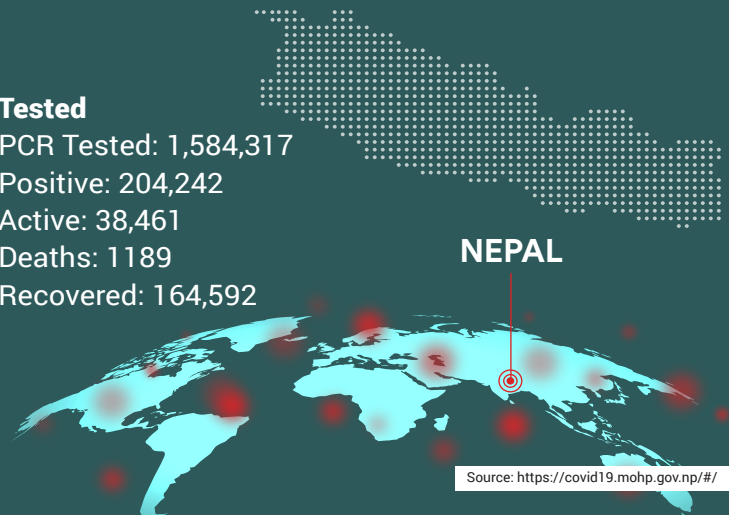 Tested
PCR Tested: 1,584,317
Positive: 204,242
Active: 38,461
Deaths: 1189
Recovered: 164,592
NEPAL
Source: https://covid19.mohp.gov.np/#/